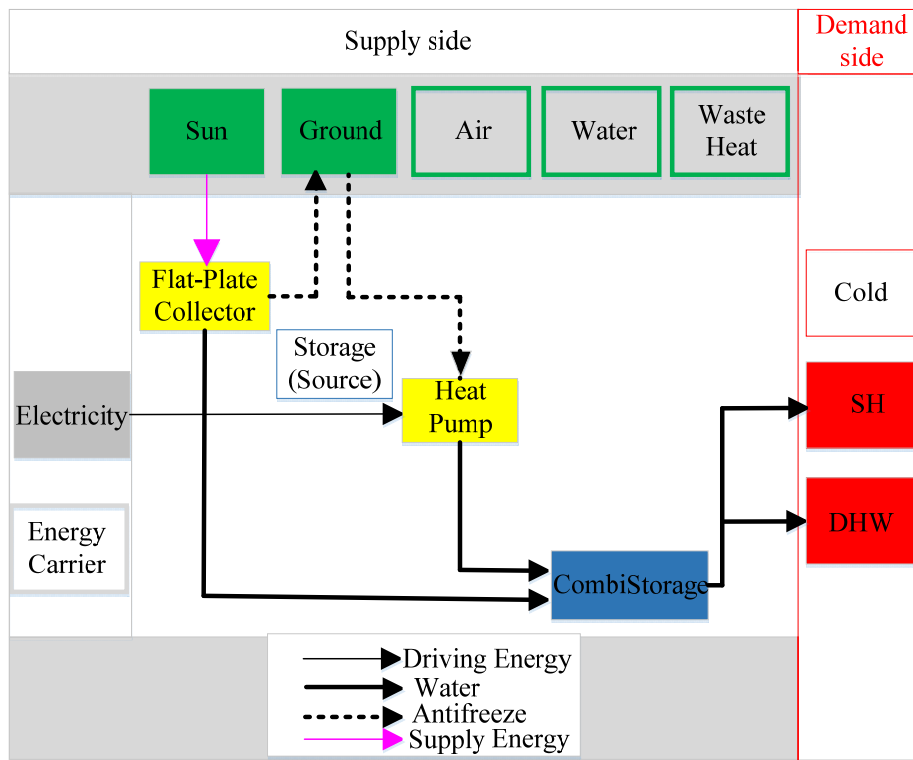 Supply side
Demand
side
Sun
Ground
Air
Water
Waste
Heat
Flat-Plate
Collector
Cold
Storage
(Source)
Heat
Pump
Electricity
SH
DHW
Energy
Carrier
CombiStorage
Driving Energy
Water
Antifreeze
Supply Energy